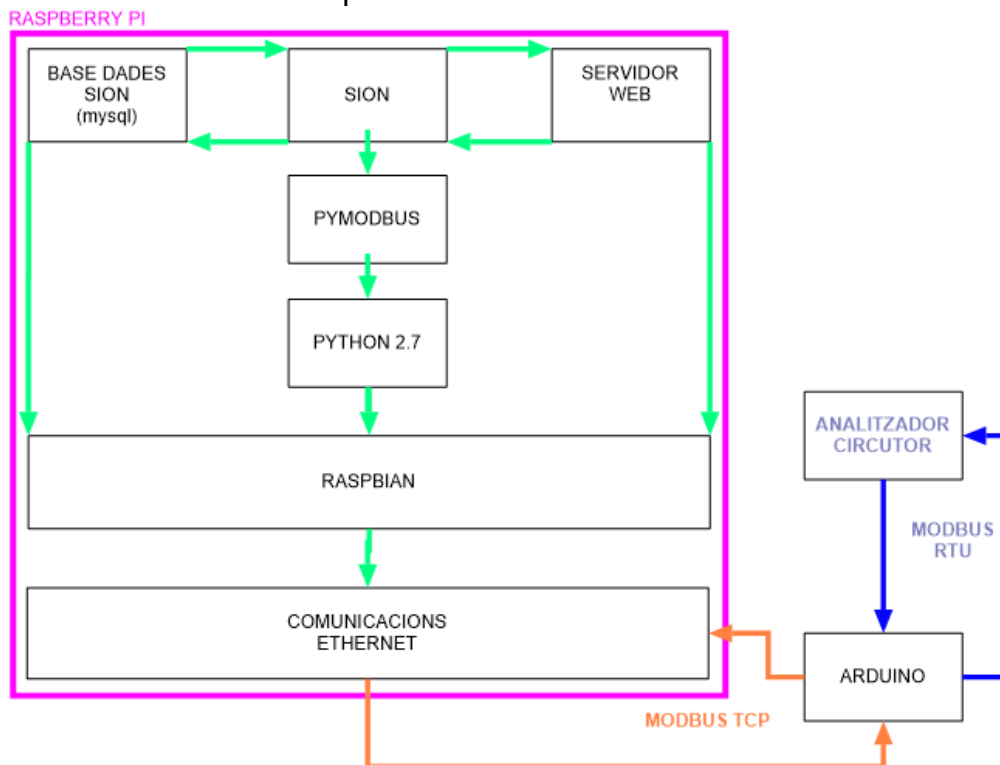 RASPBERRY PI
BASE DADES
SION
(mysql)
SION
SERVIDOR
WEB
PYMODBUS
PYTHON 2.7
RASPBIAN
COMUNICACIONS
ETHERNET
ANALITZADOR
CIRCUTOR
MODBUS
RTU
ARDUINO
MODBUS TCP